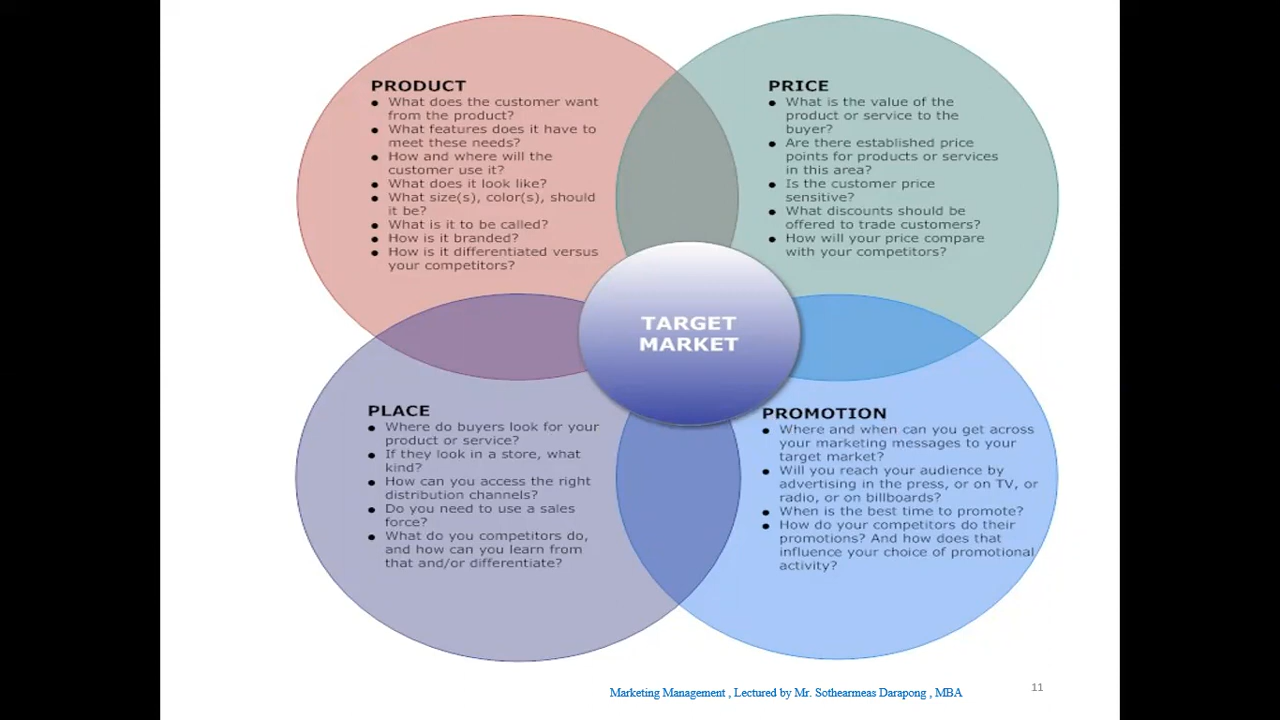 PRODUCT
• What does the customer want
from the product?
• What features does it have to
meet these needs?
• How and where will the
customer use it?
• What does it look like?
• What size(s), color(s), should
it be?
• What is it to be called?
• How is it branded?
• How is it differentiated versus
your competitors?
PRICE
• What is the value of the
product or service to the
buyer?
• Are there established price
points for products or services
in this area?
• Is the customer price
sensitive?
• What discounts should be
offered to trade customers?
• How will your price compare
with your competitors?
TARGET
MARKET
PLACE
• Where do buyers look for your
product or service?
• If they look in a store, what
kind?
• How can you access the right
distribution channels?
• Do you need to use a sales
force?
• What do you competitors do,
and how can you learn from
that and/or differentiate?
PROMOTION
• Where and when can you get across
your marketing messages to your
target market?
• Will you reach your audience by
advertising in the press, or on TV, or
radio, or on billboards?
• When is the best time to promote?
• How do your competitors do their
promotions? And how does that
influence your choice of promotional
activity?
Marketing Management , Lectured by Mr. Sothearmeas Darapong , MBA
11